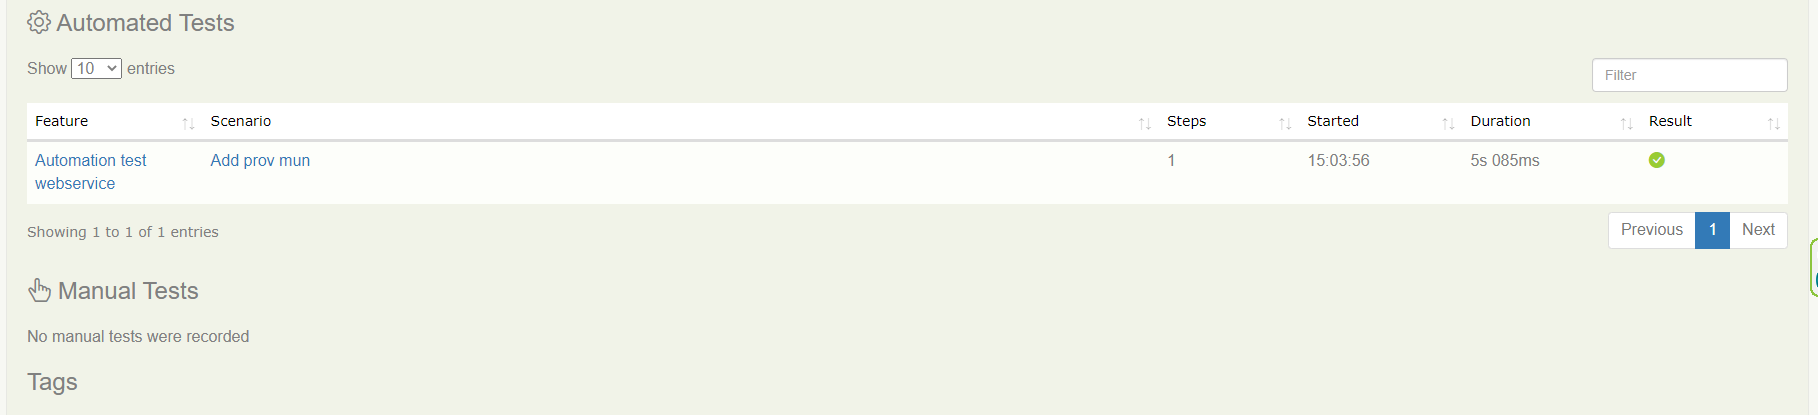 Automated Tests
Show 10 entries
Filter
Feature Scenario Steps Started Duration Result
Automation test Add prov mun 1 15:03:56 5s 085ms
webservice
Showing 1 to 1 of 1 entries
Previous 1 Next
Manual Tests
No manual tests were recorded
Tags